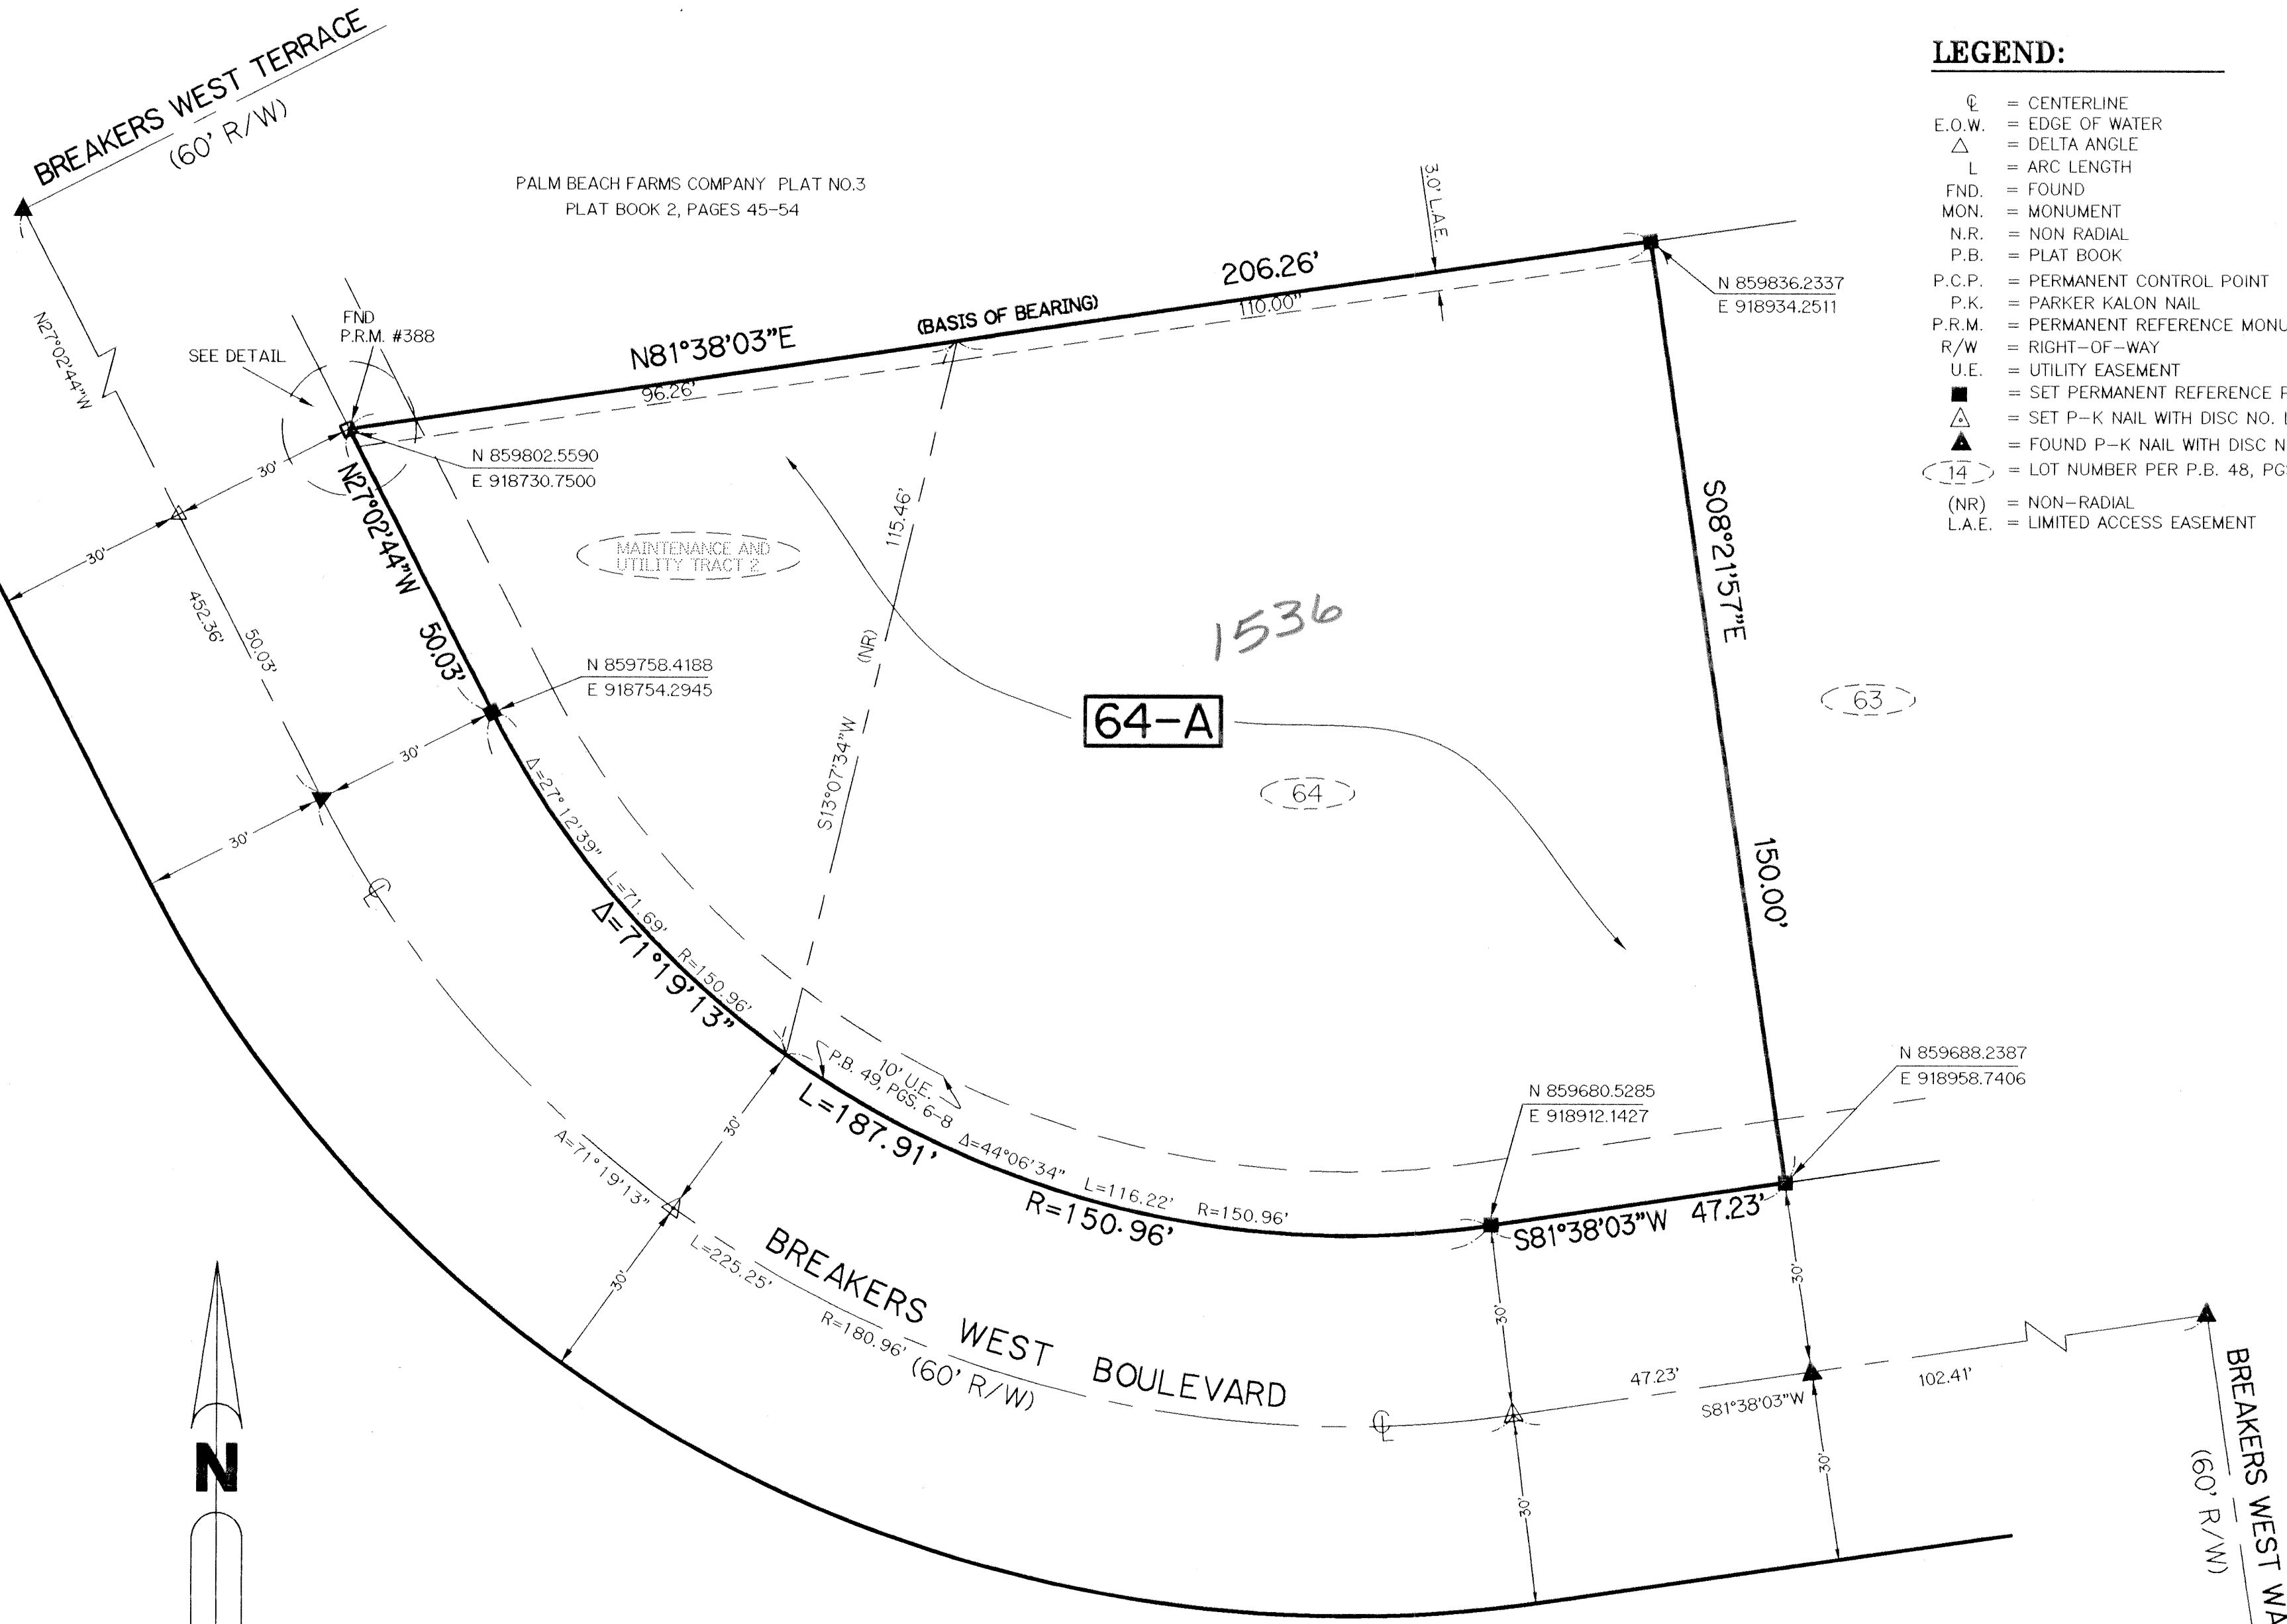 BREAKERS WEST TERRACE
(60' R/W)
PALM BEACH FARMS COMPANY PLAT NO.3
PLAT BOOK 2, PAGES 45-54
LEGEND:
℄ = CENTERLINE
E.O.W. = EDGE OF WATER
△ = DELTA ANGLE
L = ARC LENGTH
FND. = FOUND
MON. = MONUMENT
N.R. = NON RADIAL
P.B. = PLAT BOOK
P.C.P. = PERMANENT CONTROL POINT
P.K. = PARKER KALON NAIL
P.R.M. = PERMANENT REFERENCE MONU
R/W = RIGHT-OF-WAY
U.E. = UTILITY EASEMENT
■ = SET PERMANENT REFERENCE
= SET P-K NAIL WITH DISC NO.
▲ = FOUND P-K NAIL WITH DISC N
14 = LOT NUMBER PER P.B. 48, PG
(NR) = NON-RADIAL
L.A.E. = LIMITED ACCESS EASEMENT
3.0' L.A.E.
206.26'
110.00"
(BASIS OF BEARING)
N81°38'03"E
96.26'
N 859836.2337
E 918934.2511
FND
P.R.M. #388
SEE DETAIL
N27°02'44"W
30'
30'
N 859802.5590
E 918730.7500
N27°02'44"W
50.03'
MAINTENANCE AND
UTILITY TRACT 2
115.46'
(NR)
S13°07'34"W
1536
64-A
64
63
S08°21'57"E
150.00'
452.36'
50.03'
N 859758.4188
E 918754.2945
30'
30'
Δ=27°12'39"
L=71.69'
R=150.96'
Δ=71°19'13"
℄
10' U.E.
P.B. 49, PGS. 6-8
L=187.91'
Δ=44°06'34"
L=116.22'
R=150.96'
R=150.96'
N 859680.5285
E 918912.1427
N 859688.2387
E 918958.7406
S81°38'03"W 47.23'
30'
30'
A=71°19'13"
L=225.25'
R=180.96'
BREAKERS WEST BOULEVARD
(60' R/W)
℄
30'
30'
30'
30'
47.23'
S81°38'03"W
102.41'
BREAKERS WEST WA
(60' R/W)
N